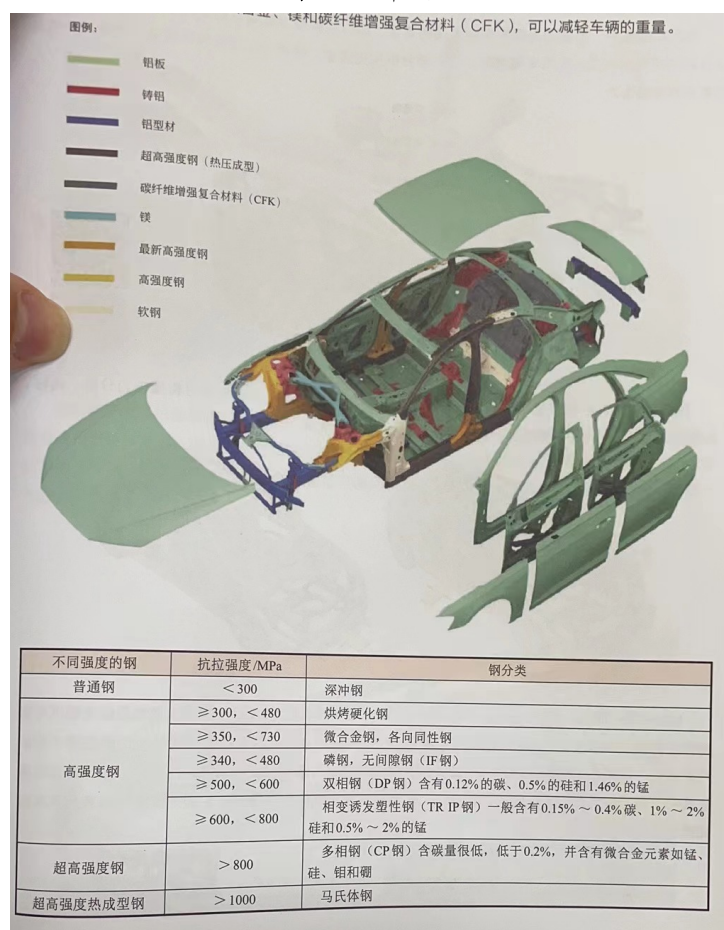 镁和碳纤维增强复合材料（CFK），可以减轻车辆的重量。
图例：
铝板
铸铝
铝型材
超高强度钢（热压成型）
碳纤维增强复合材料（CFK）
镁
最新高强度钢
高强度钢
软钢
不同强度的钢 抗拉强度/MPa 钢分类
普通钢 ＜300 深冲钢
高强度钢 ≥300，＜480 烘烤硬化钢
≥350，＜730 微合金钢，各向同性钢
≥340，＜480 磷钢，无间隙钢（IF钢）
≥500，＜600 双相钢（DP钢）含有0.12%的碳、0.5%的硅和1.46%的锰
≥600，＜800 相变诱发塑性钢（TR IP钢）一般含有0.15%～0.4%碳、1%～2%
硅和0.5%～2%的锰
超高强度钢 ＞800 多相钢（CP钢）含碳量很低，低于0.2%，并含有微合金元素如锰、
硅、钼和硼
超高强度热成型钢 ＞1000 马氏体钢